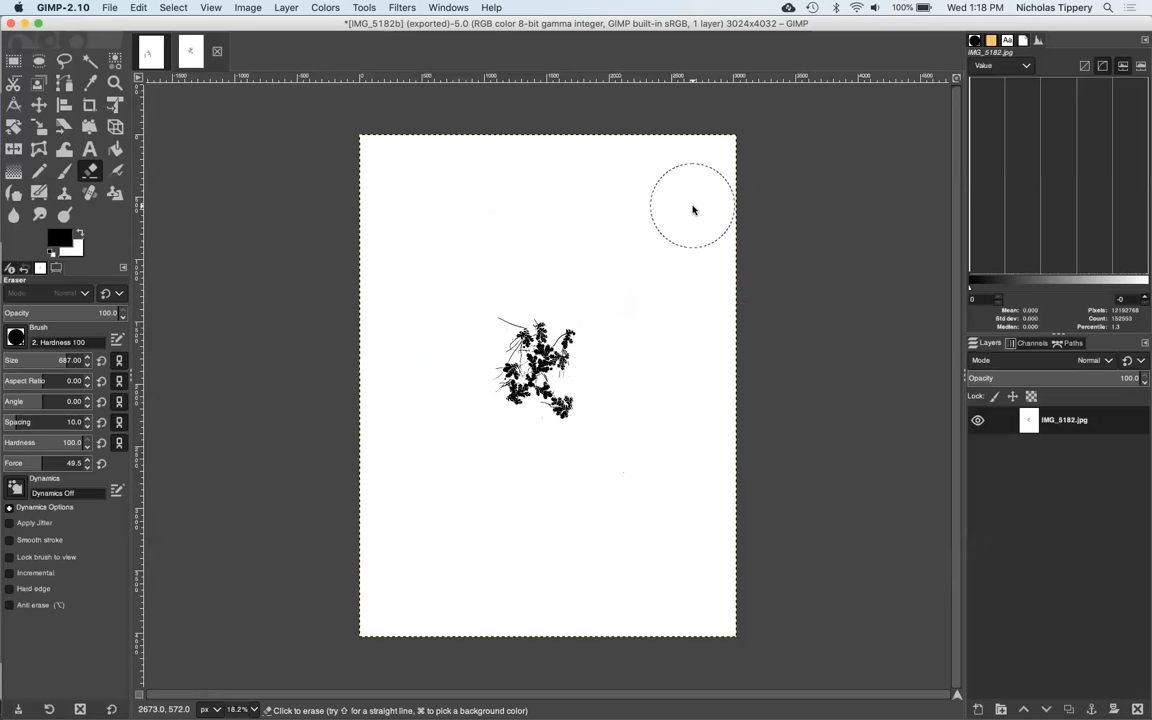 GIMP-2.10 File Edit Select View Image Layer Colors Tools Filters Windows Help 100% Wed 1:18 PM Nicholas Tippery
*[IMG_5182b] (exported)-5.0 (RGB color 8-bit gamma integer, GIMP built-in sRGB, 1 layer) 3024x4032 – GIMP
IMG_5182.jpg
Value
Eraser
Mode Normal
Opacity 100.0
Brush
2. Hardness 100
Size 687.00
Aspect Ratio 0.00
Angle 0.00
Spacing 10.0
Hardness 100.0
Force 49.5
Dynamics
Dynamics Off
Dynamics Options
Apply Jitter
Smooth stroke
Lock brush to view
Incremental
Hard edge
Anti erase (⌥)
0 -0
Mean: 0.000 Pixels: 12192768
Std dev: 0.000 Count: 152553
Median: 0.000 Percentile: 1.3
Layers Channels Paths
Mode Normal
Opacity 100.0
Lock:
IMG_5182.jpg
2673.0, 572.0 px 18.2% Click to erase (try ⇧ for a straight line, ⌘ to pick a background color)